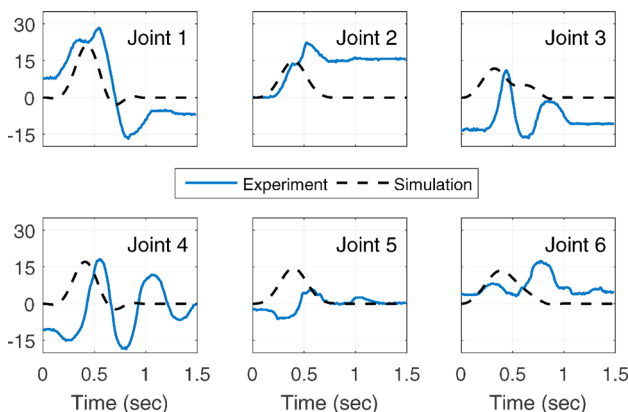 30
15
0
-15
Joint 1
Joint 2
Joint 3
Experiment
Simulation
30
15
0
-15
Joint 4
Joint 5
Joint 6
0 0.5 1 1.5
0 0.5 1 1.5
0 0.5 1 1.5
Time (sec)
Time (sec)
Time (sec)